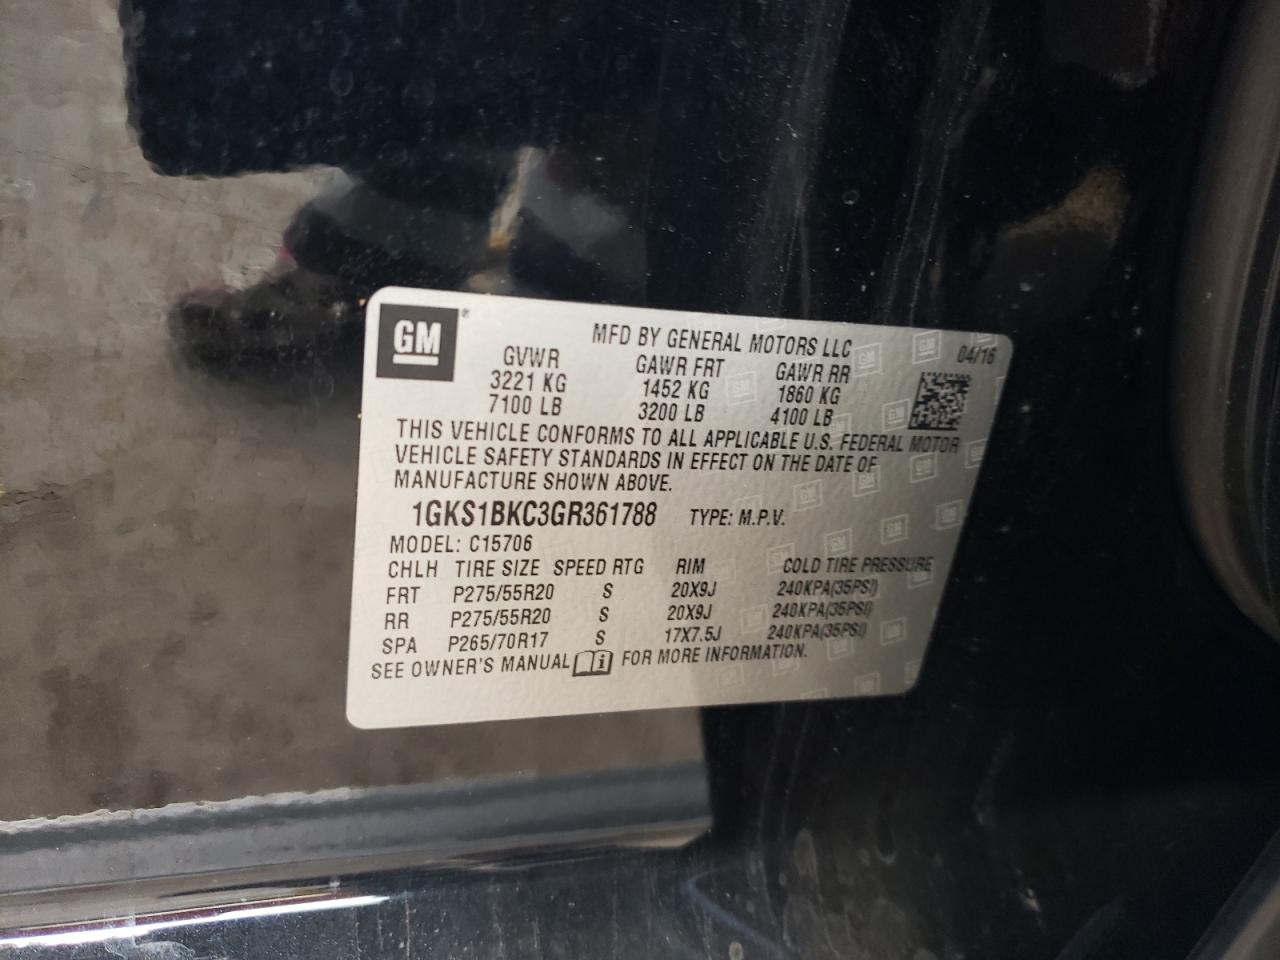 GM®
MFD BY GENERAL MOTORS LLC 04/16
GVWR GAWR FRT GAWR RR
3221 KG 1452 KG 1860 KG
7100 LB 3200 LB 4100 LB
THIS VEHICLE CONFORMS TO ALL APPLICABLE U.S. FEDERAL MOTOR
VEHICLE SAFETY STANDARDS IN EFFECT ON THE DATE OF
MANUFACTURE SHOWN ABOVE.
1GKS1BKC3GR361788 TYPE: M.P.V.
MODEL: C15706
CHLH TIRE SIZE SPEED RTG RIM COLD TIRE PRESSURE
FRT P275/55R20 S 20X9J 240KPA(35PSI)
RR P275/55R20 S 20X9J 240KPA(35PSI)
SPA P265/70R17 S 17X7.5J 240KPA(35PSI)
SEE OWNER'S MANUAL FOR MORE INFORMATION.